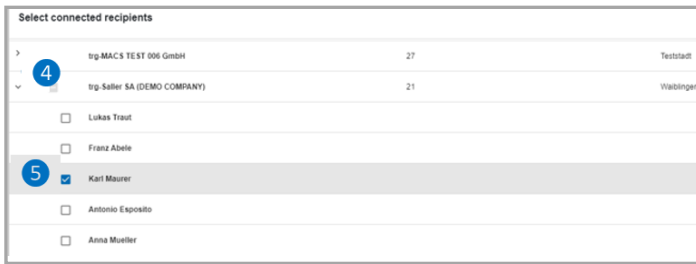 Select connected recipients
trg-MACS TEST 006 GmbH 27 Teststadt
4
trg-Saller SA (DEMO COMPANY) 21 Waiblingen
Lukas Traut
Franz Abele
5 Karl Maurer
Antonio Esposito
Anna Mueller